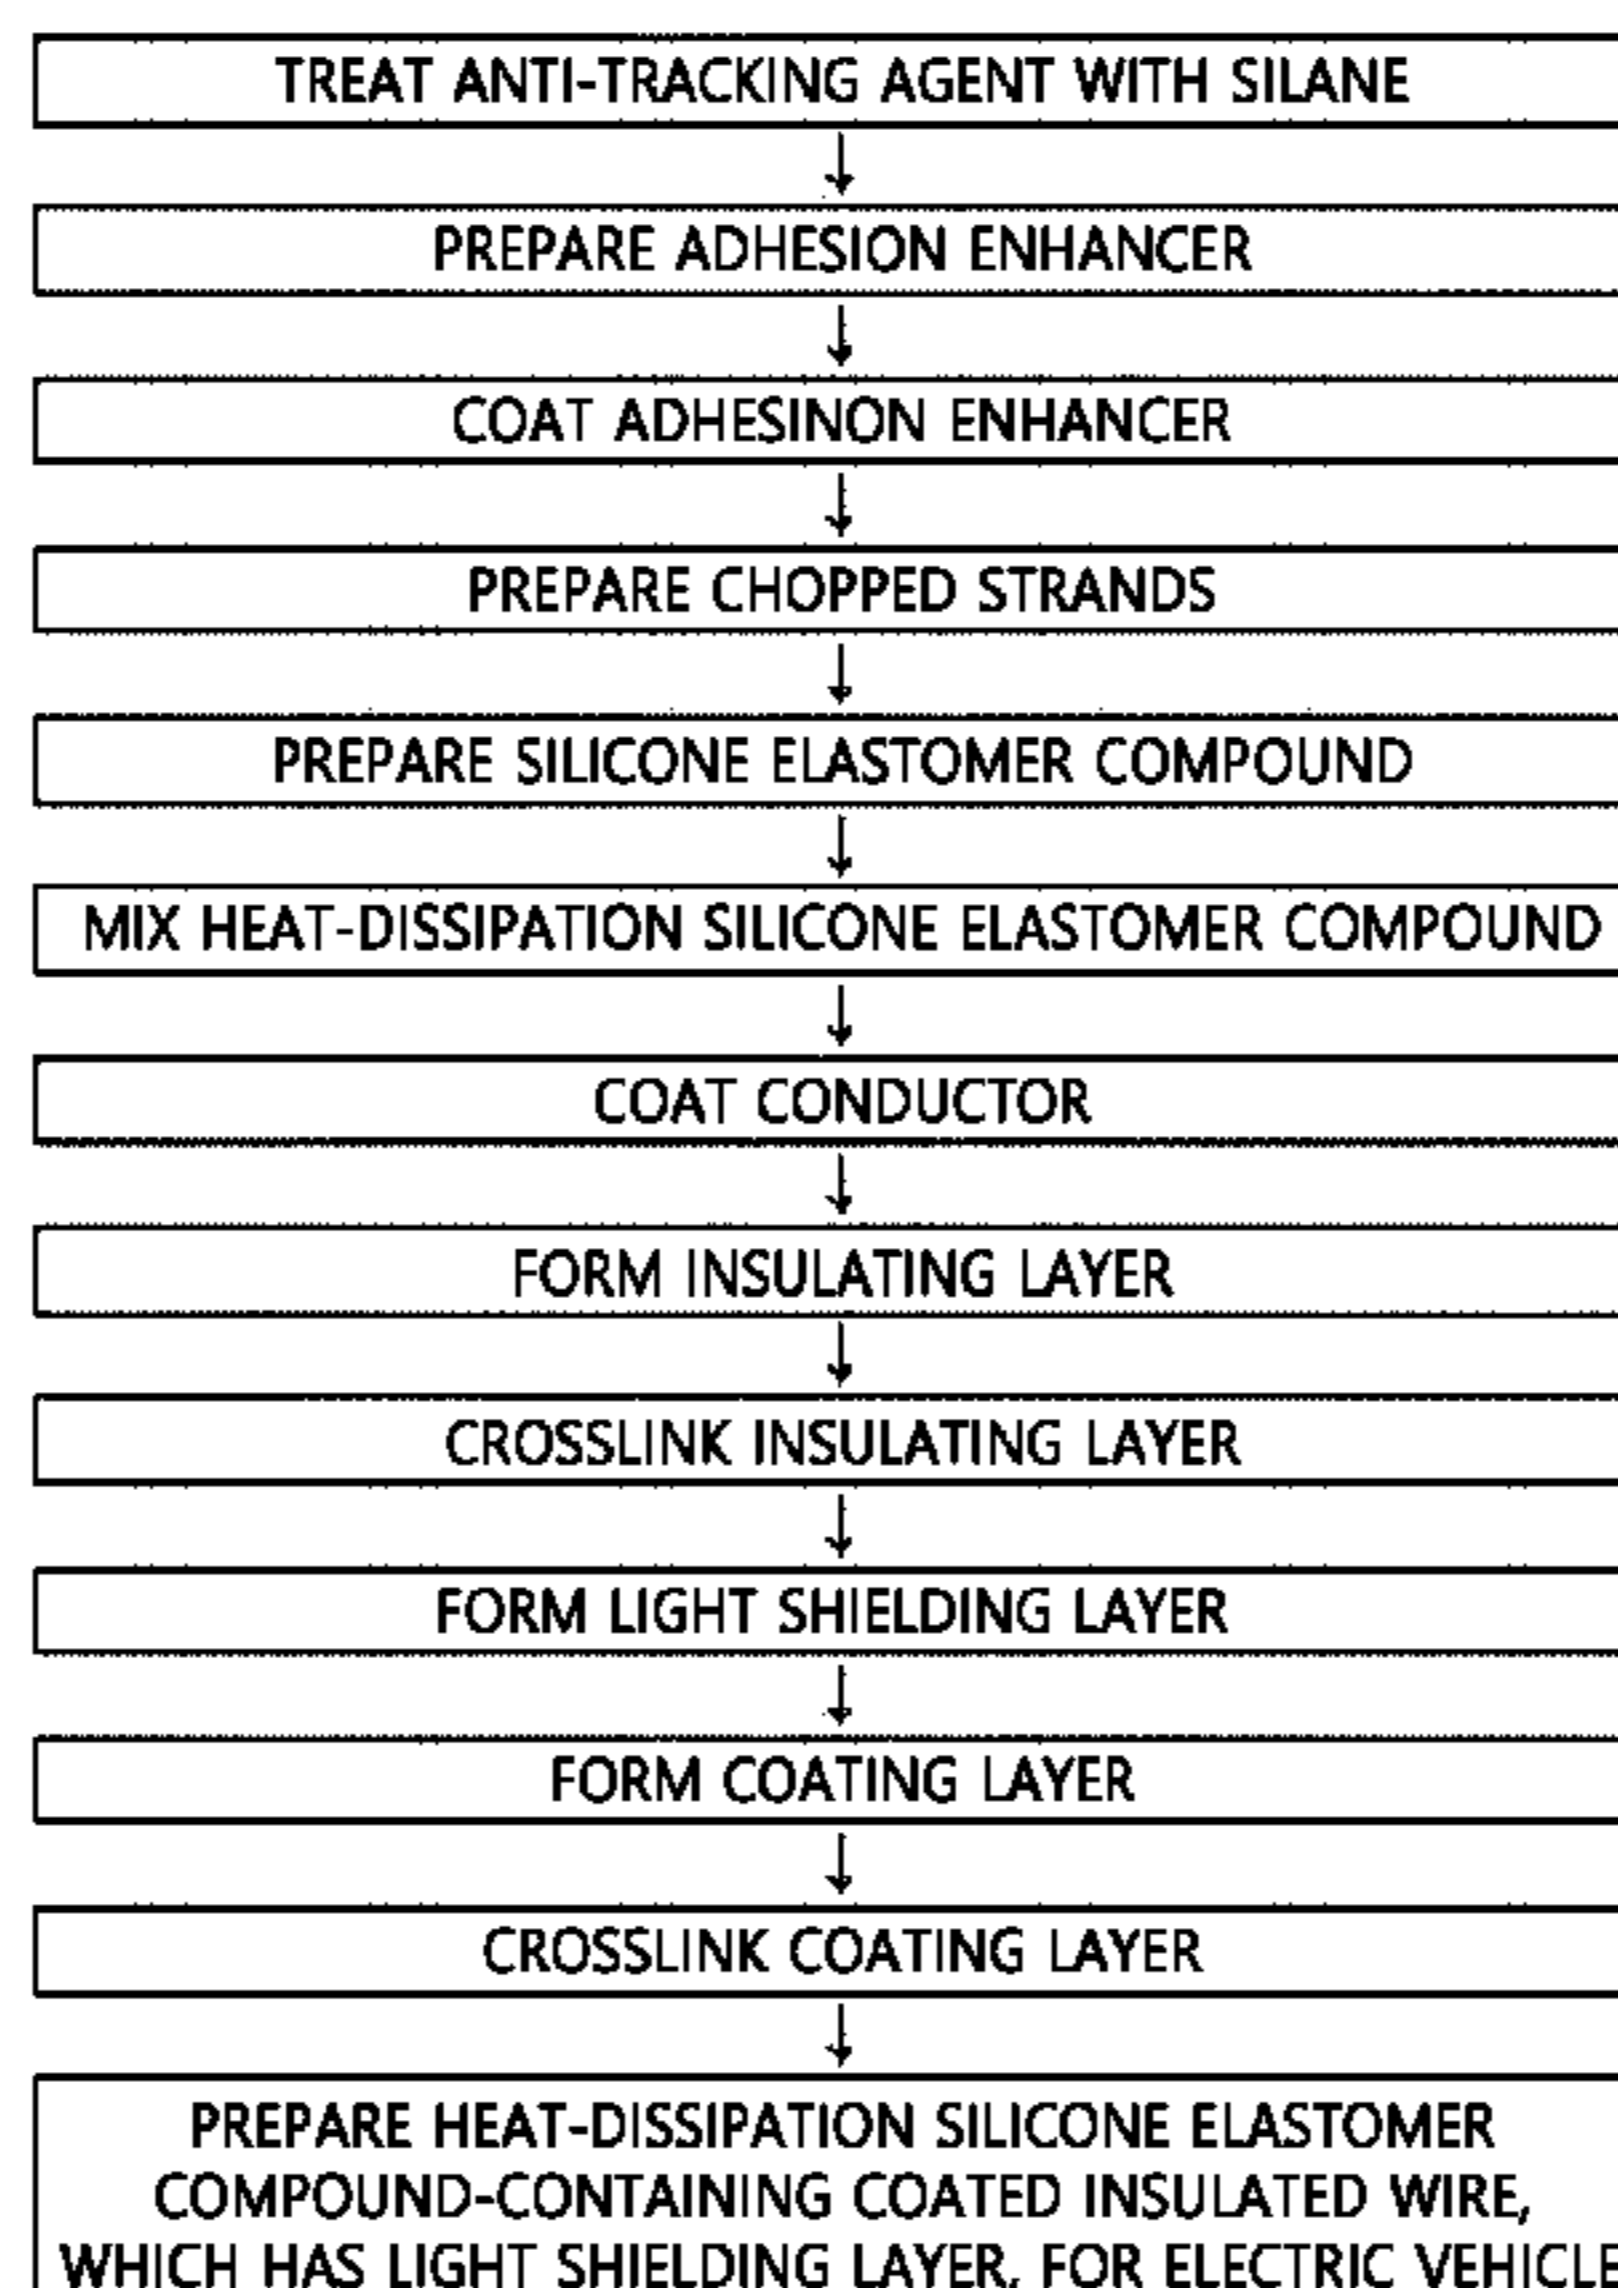 TREAT ANTI-TRACKING AGENT WITH SILANE
PREPARE ADHESION ENHANCER
COAT ADHESINON ENHANCER
PREPARE CHOPPED STRANDS
PREPARE SILICONE ELASTOMER COMPOUND
MIX HEAT-DISSIPATION SILICONE ELASTOMER COMPOUND
COAT CONDUCTOR
FORM INSULATING LAYER
CROSSLINK INSULATING LAYER
FORM LIGHT SHIELDING LAYER
FORM COATING LAYER
CROSSLINK COATING LAYER
PREPARE HEAT-DISSIPATION SILICONE ELASTOMER
COMPOUND-CONTAINING COATED INSULATED WIRE,
WHICH HAS LIGHT SHIELDING LAYER, FOR ELECTRIC VEHICLE